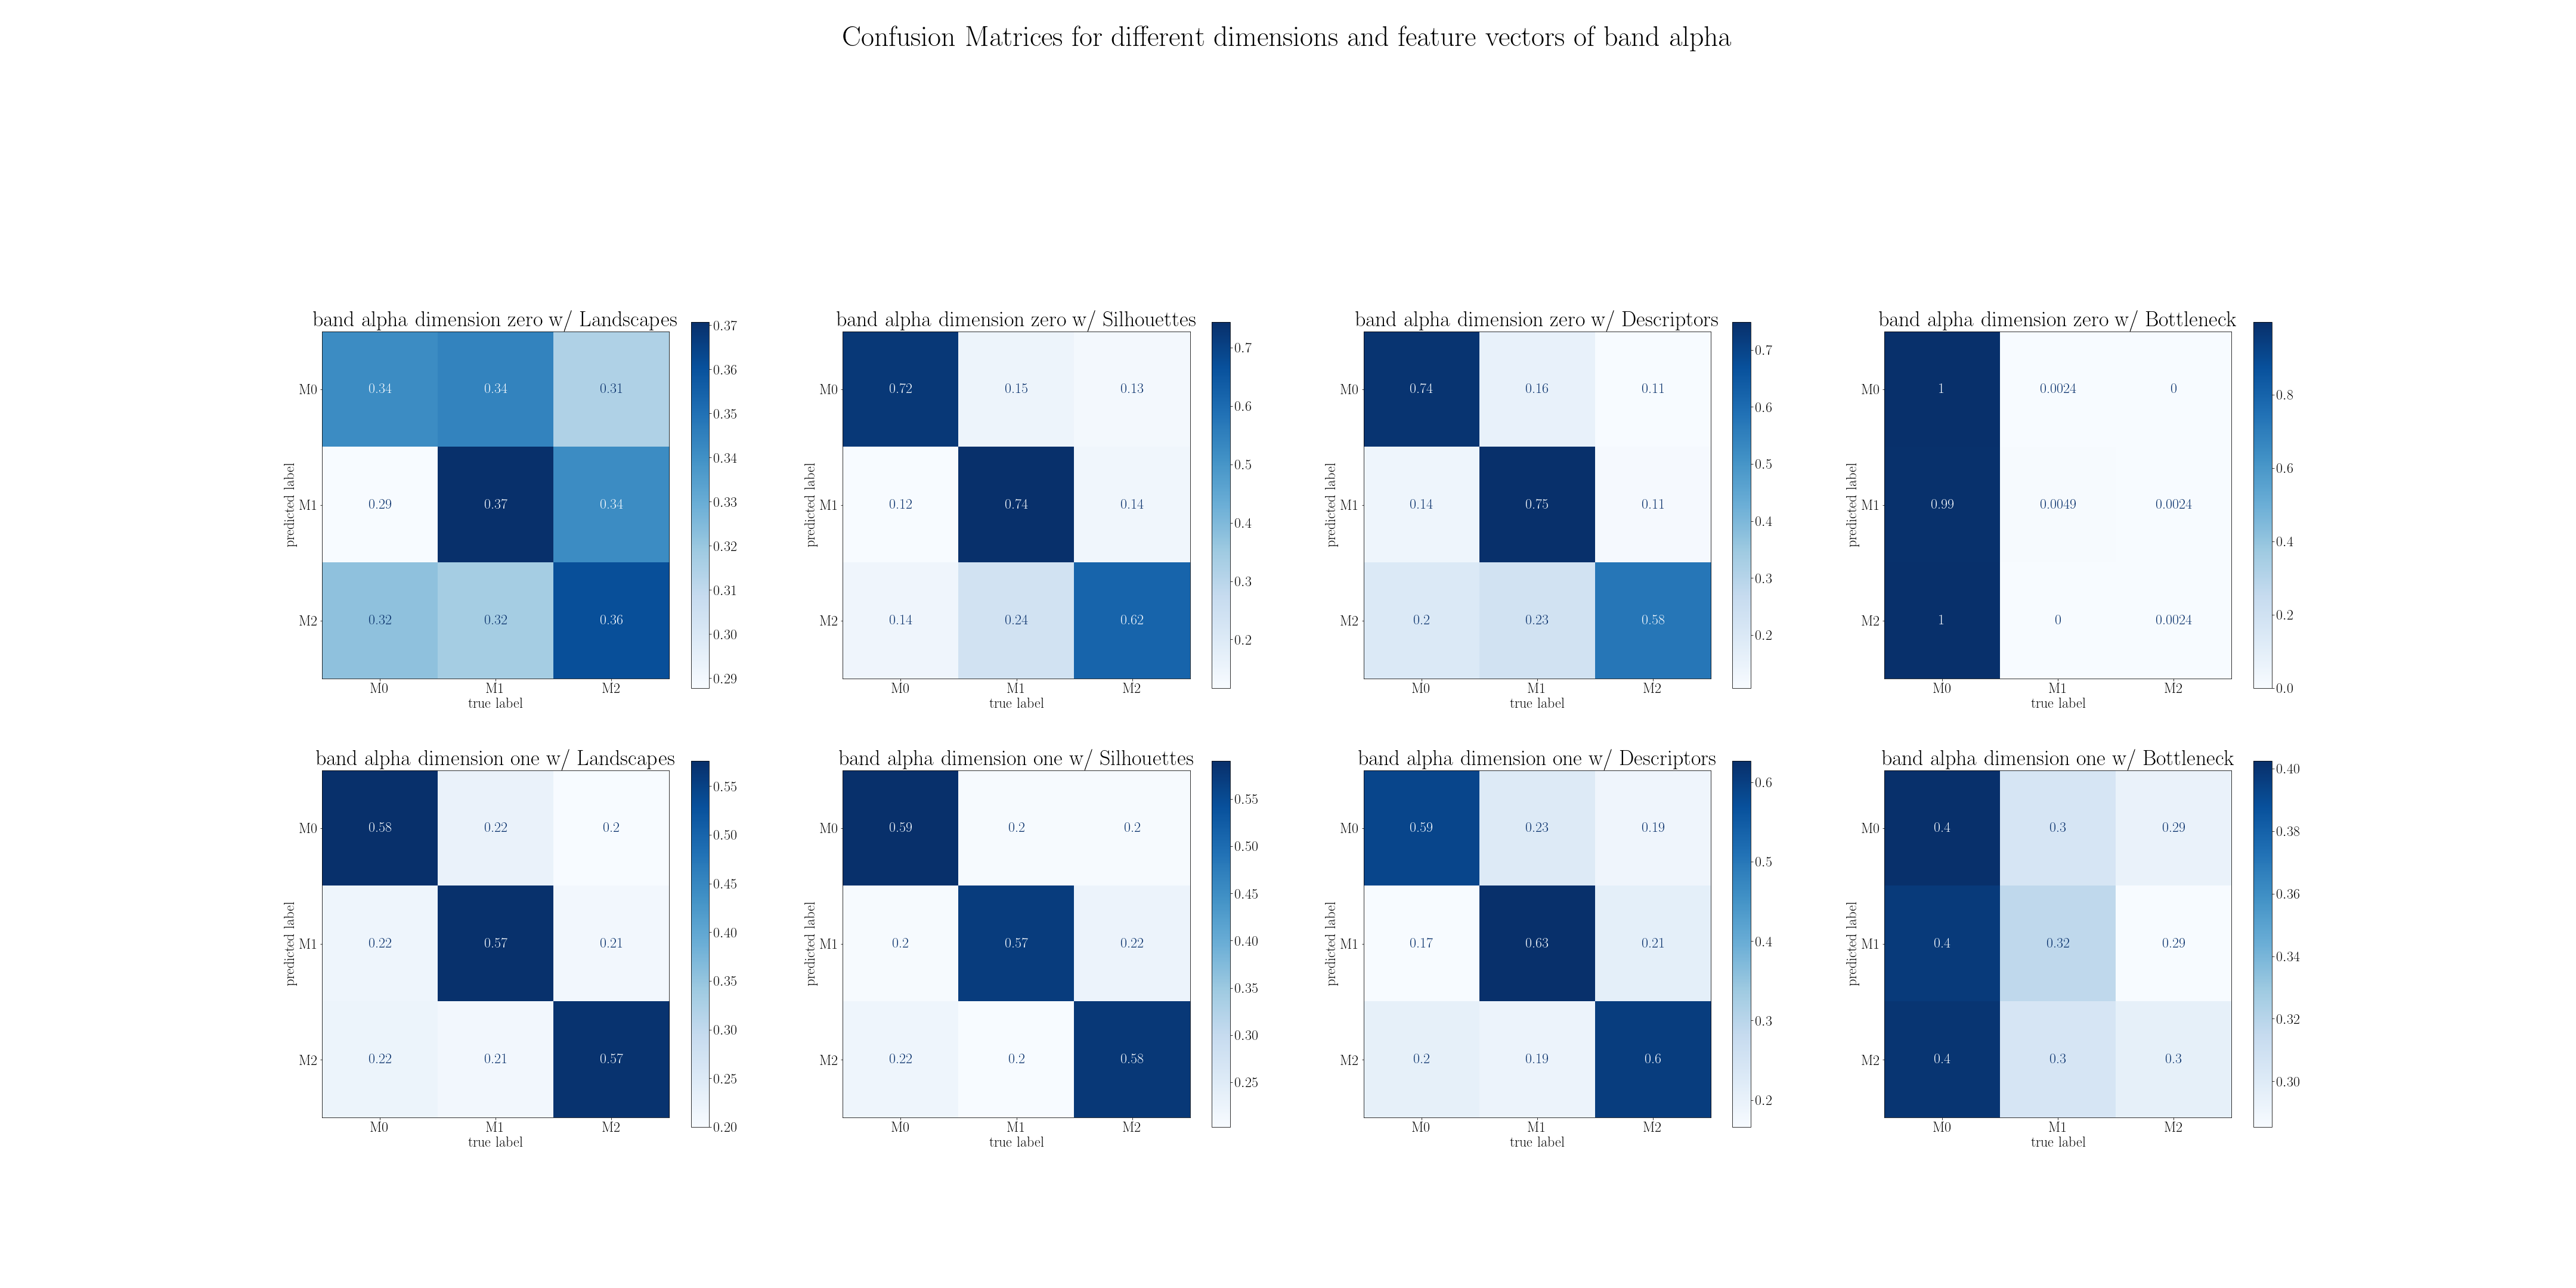 Confusion Matrices for different dimensions and feature vectors of band alpha
band alpha dimension zero w/ Landscapes
predicted label
M0 0.34 0.34 0.31
M1 0.29 0.37 0.34
M2 0.32 0.32 0.36
M0 M1 M2
true label
0.37
0.36
0.35
0.34
0.33
0.32
0.31
0.30
0.29
band alpha dimension zero w/ Silhouettes
predicted label
M0 0.72 0.15 0.13
M1 0.12 0.74 0.14
M2 0.14 0.24 0.62
M0 M1 M2
true label
0.7
0.6
0.5
0.4
0.3
0.2
band alpha dimension zero w/ Descriptors
predicted label
M0 0.74 0.16 0.11
M1 0.14 0.75 0.11
M2 0.2 0.23 0.58
M0 M1 M2
true label
0.7
0.6
0.5
0.4
0.3
0.2
band alpha dimension zero w/ Bottleneck
predicted label
M0 1 0.0024 0
M1 0.99 0.0049 0.0024
M2 1 0 0.0024
M0 M1 M2
true label
0.8
0.6
0.4
0.2
0.0
band alpha dimension one w/ Landscapes
predicted label
M0 0.58 0.22 0.2
M1 0.22 0.57 0.21
M2 0.22 0.21 0.57
M0 M1 M2
true label
0.55
0.50
0.45
0.40
0.35
0.30
0.25
0.20
band alpha dimension one w/ Silhouettes
predicted label
M0 0.59 0.2 0.2
M1 0.2 0.57 0.22
M2 0.22 0.2 0.58
M0 M1 M2
true label
0.55
0.50
0.45
0.40
0.35
0.30
0.25
band alpha dimension one w/ Descriptors
predicted label
M0 0.59 0.23 0.19
M1 0.17 0.63 0.21
M2 0.2 0.19 0.6
M0 M1 M2
true label
0.6
0.5
0.4
0.3
0.2
band alpha dimension one w/ Bottleneck
predicted label
M0 0.4 0.3 0.29
M1 0.4 0.32 0.29
M2 0.4 0.3 0.3
M0 M1 M2
true label
0.40
0.38
0.36
0.34
0.32
0.30